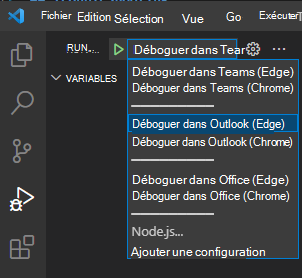 Fichier Edition Sélection Vue Go Exécuter
RUN... Déboguer dans Tear
VARIABLES
Déboguer dans Teams (Edge)
Déboguer dans Teams (Chrome)
Déboguer dans Outlook (Edge)
Déboguer dans Outlook (Chrome)
Déboguer dans Office (Edge)
Déboguer dans Office (Chrome)
Node.js...
Ajouter une configuration